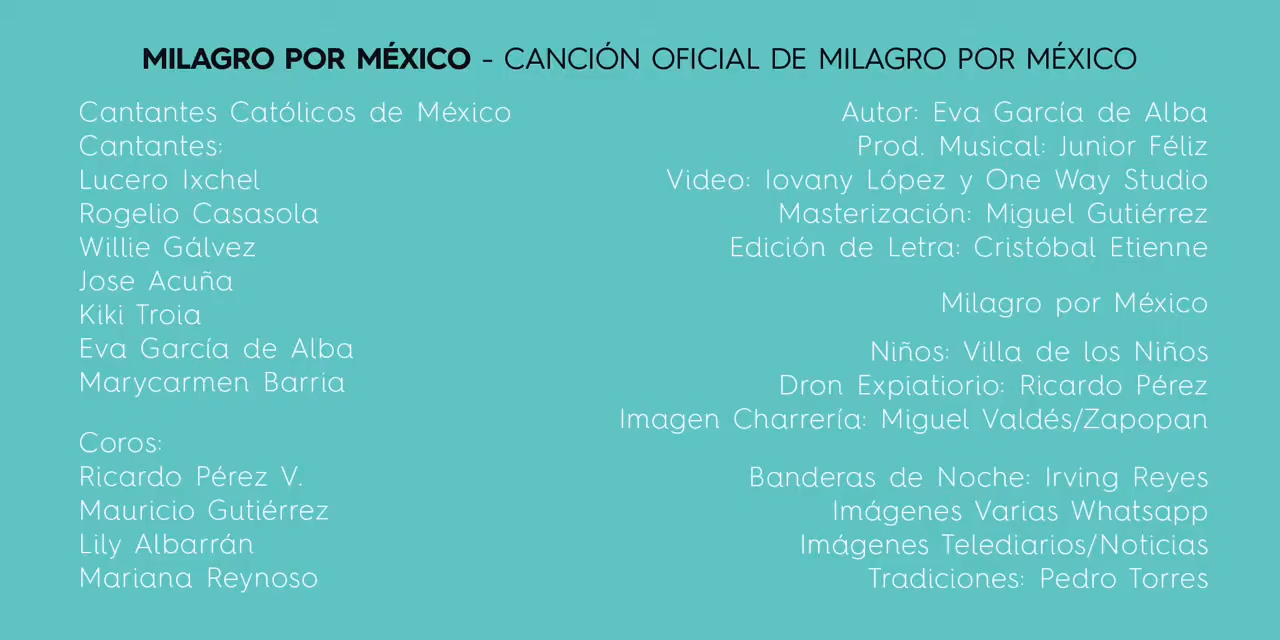 MILAGRO POR MÉXICO - CANCIÓN OFICIAL DE MILAGRO POR MÉXICO
Cantantes Católicos de México
Cantantes:
Lucero Ixchel
Rogelio Casasola
Willie Gálvez
Jose Acuña
Kiki Troia
Eva García de Alba
Marycarmen Barria
Coros:
Ricardo Pérez V.
Mauricio Gutiérrez
Lily Albarrán
Mariana Reynoso
Autor: Eva García de Alba
Prod. Musical: Junior Féliz
Video: Iovany López y One Way Studio
Masterización: Miguel Gutiérrez
Edición de Letra: Cristóbal Etienne
Milagro por México
Niños: Villa de los Niños
Dron Expiatiorio: Ricardo Pérez
Imagen Charrería: Miguel Valdés/Zapopan
Banderas de Noche: Irving Reyes
Imágenes Varias Whatsapp
Imágenes Telediarios/Noticias
Tradiciones: Pedro Torres